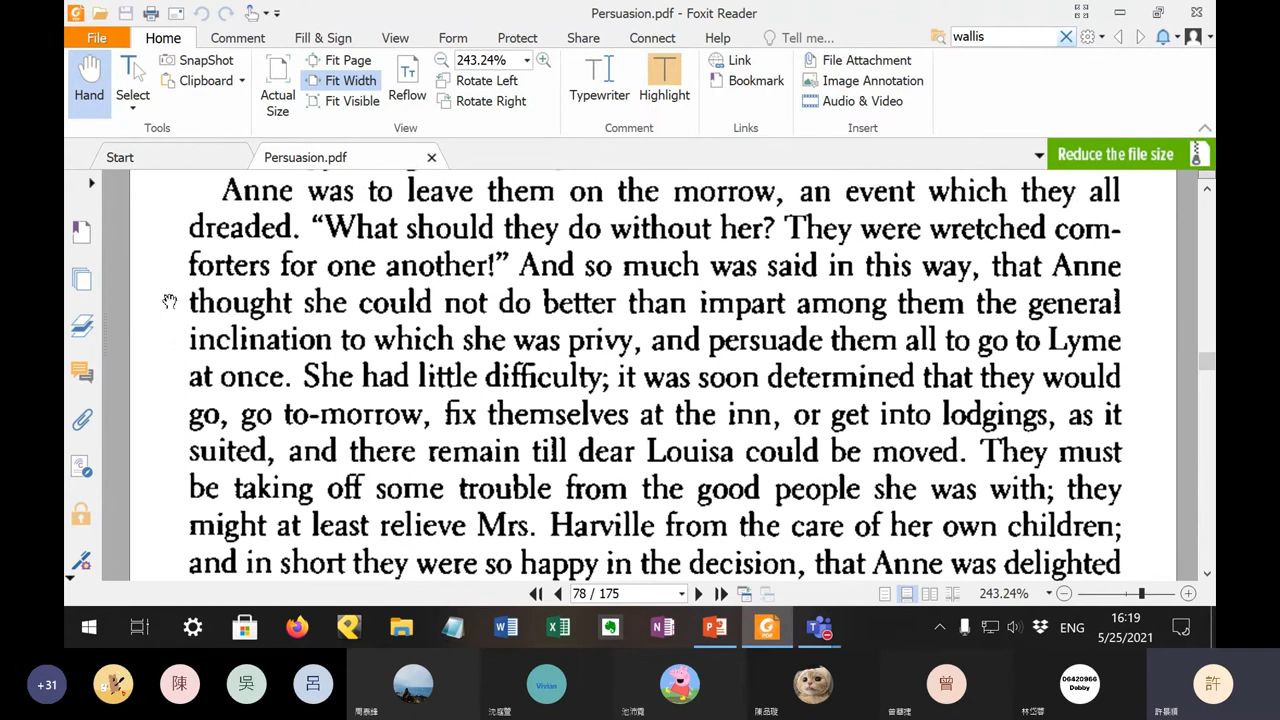 Persuasion.pdf - Foxit Reader
File Home Comment Fill & Sign View Form Protect Share Connect Help Tell me... wallis
Hand
Select
SnapShot
Clipboard
Tools
Actual
Size
Fit Page
Fit Width
Fit Visible
Reflow
243.24%
Rotate Left
Rotate Right
View
Typewriter
Highlight
Comment
Link
Bookmark
Links
File Attachment
Image Annotation
Audio & Video
Insert
Start
Persuasion.pdf
Reduce the file size
Anne was to leave them on the morrow, an event which they all
dreaded. “What should they do without her? They were wretched com-
forters for one another!” And so much was said in this way, that Anne
thought she could not do better than impart among them the general
inclination to which she was privy, and persuade them all to go to Lyme
at once. She had little difficulty; it was soon determined that they would
go, go to-morrow, fix themselves at the inn, or get into lodgings, as it
suited, and there remain till dear Louisa could be moved. They must
be taking off some trouble from the good people she was with; they
might at least relieve Mrs. Harville from the care of her own children;
and in short they were so happy in the decision, that Anne was delighted
78 / 175
243.24%
ENG
16:19
5/25/2021
+31
陳
吳
呂
Vivian
曾
06420966
Debby
許